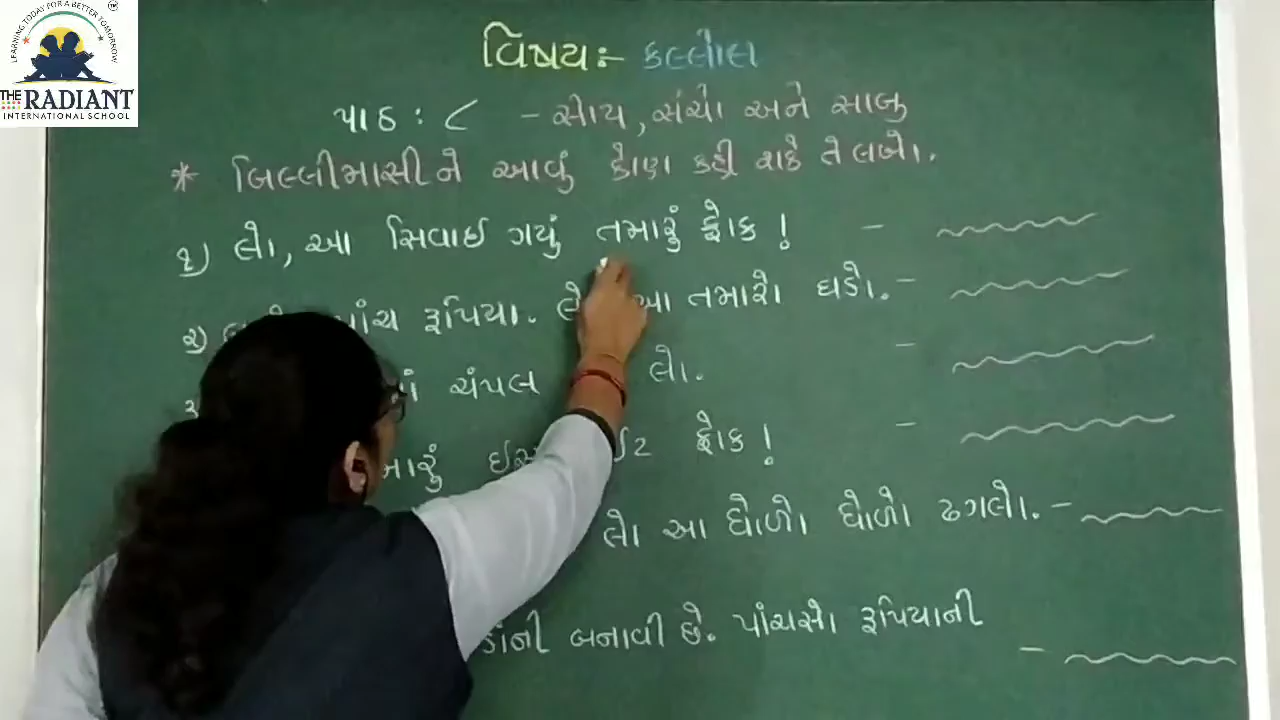 LEARNING TODAY FOR A BETTER TOMORROW
THE RADIANT
INTERNATIONAL SCHOOL
વિષય:- કલ્લોલ
પાઠ : ૮ - સોય, સંચો અને સાબુ
* બિલ્લીમાસીને આવું કોણ કહી શકે તે લખો.
૧) લો, આ સિવાઈ ગયું તમારું ફ્રોક ! -
૨) પાંચ રૂપિયા. લો આ તમારો ઘડો. -
ચંપલ લો. -
ફ્રોક ! -
લો આ ધોળો ધોળો ઢગલો. -
બનાવી છે. પાંચસો રૂપિયાની -